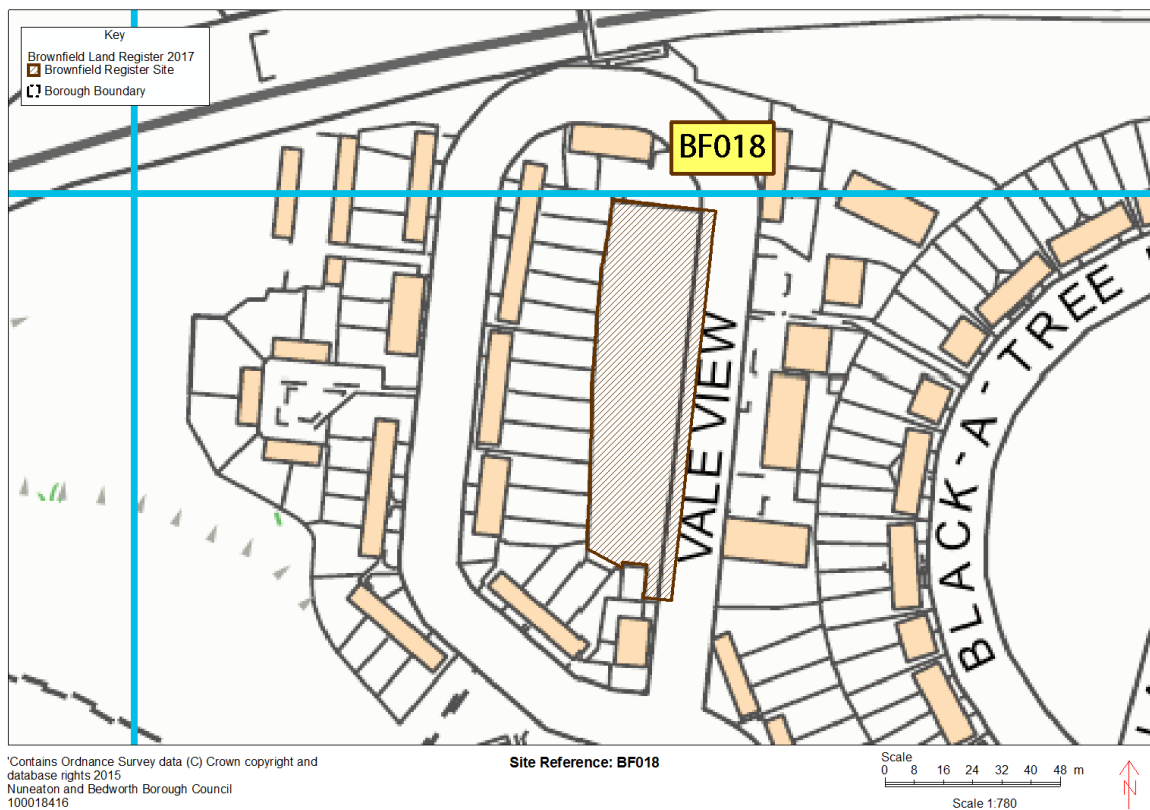 Key
Brownfield Land Register 2017
Brownfield Register Site
Borough Boundary
BF018
VALE VIEW
BLACK-A-TREE
'Contains Ordnance Survey data (C) Crown copyright and
database rights 2015
Nuneaton and Bedworth Borough Council
100018416
Site Reference: BF018
Scale
0 8 16 24 32 40 48 m
Scale 1:780
N